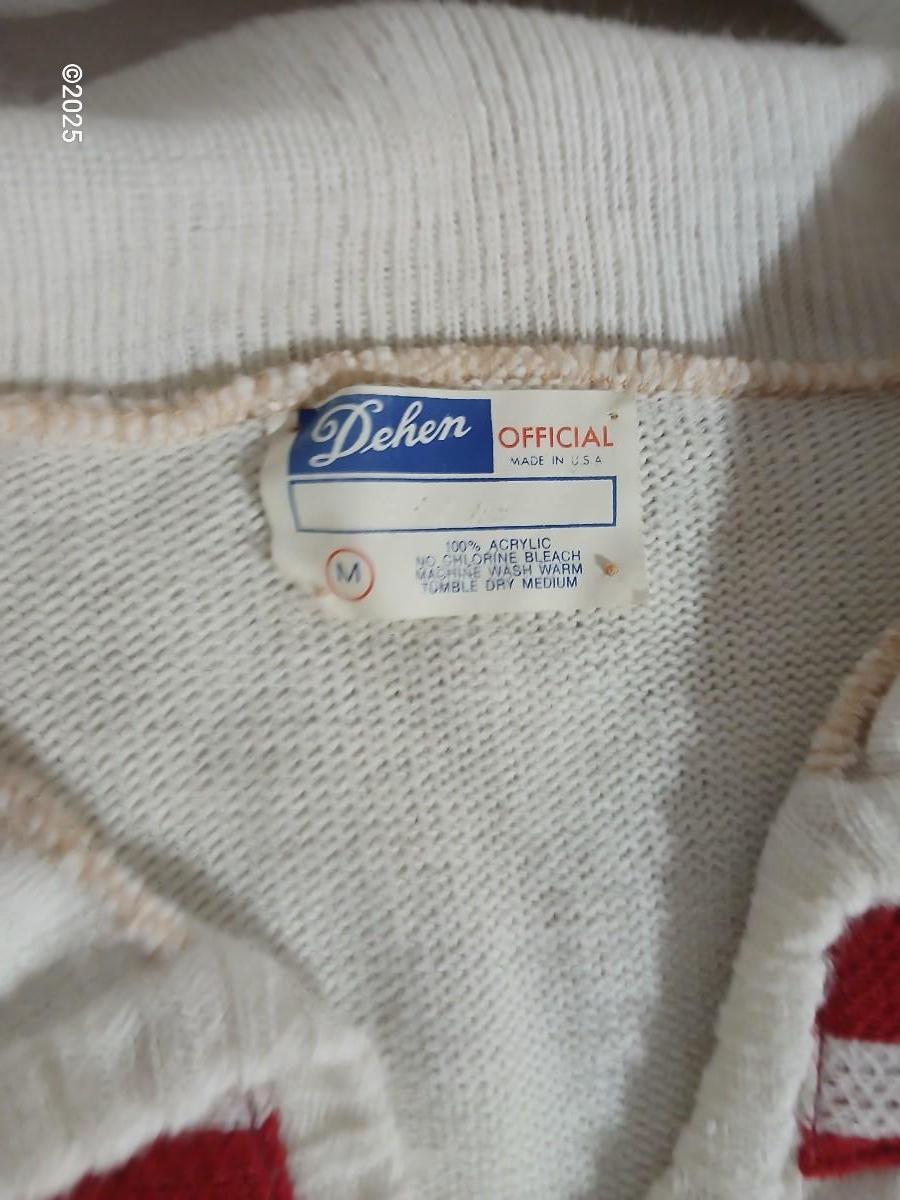 ©2025
Dehen OFFICIAL
MADE IN U.S.A
100% ACRYLIC
NO CHLORINE BLEACH
MACHINE WASH WARM
TUMBLE DRY MEDIUM
M